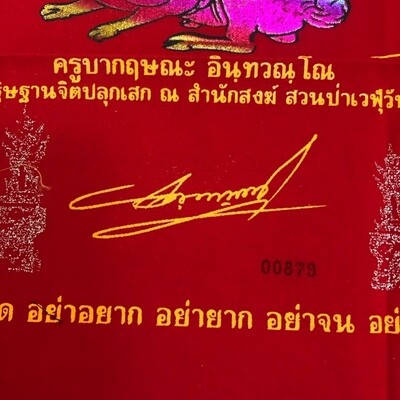 ครูบากฤษณะ อินฺทวณฺโณ
ษฐานจิตปลุกเสก ณ สำนักสงฆ์ สวนป่าเวฬุวั
00879
ด อย่าอยาก อย่ายาก อย่าจน อย่